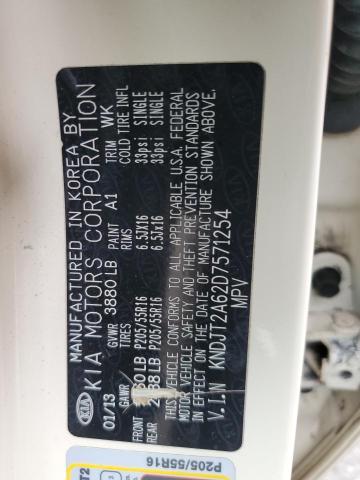 MANUFACTURED IN KOREA BY
KIA KIA MOTORS CORPORATION
01/13 GVWR 3880 LB PAINT A1 TRIM WK
GAWR TIRES RIMS COLD TIRE INFL
FRONT LB P205/55R16 6.5JX16 33psi SINGLE
REAR LB P205/55R16 6.5JX16 33psi SINGLE
THIS VEHICLE CONFORMS TO ALL APPLICABLE U.S.A. FEDERAL
MOTOR VEHICLE SAFETY AND THEFT PREVENTION STANDARDS
IN EFFECT ON THE DATE OF MANUFACTURE SHOWN ABOVE.
V.I.N KNDJT2A62D7571254
MPV
P205/55R16